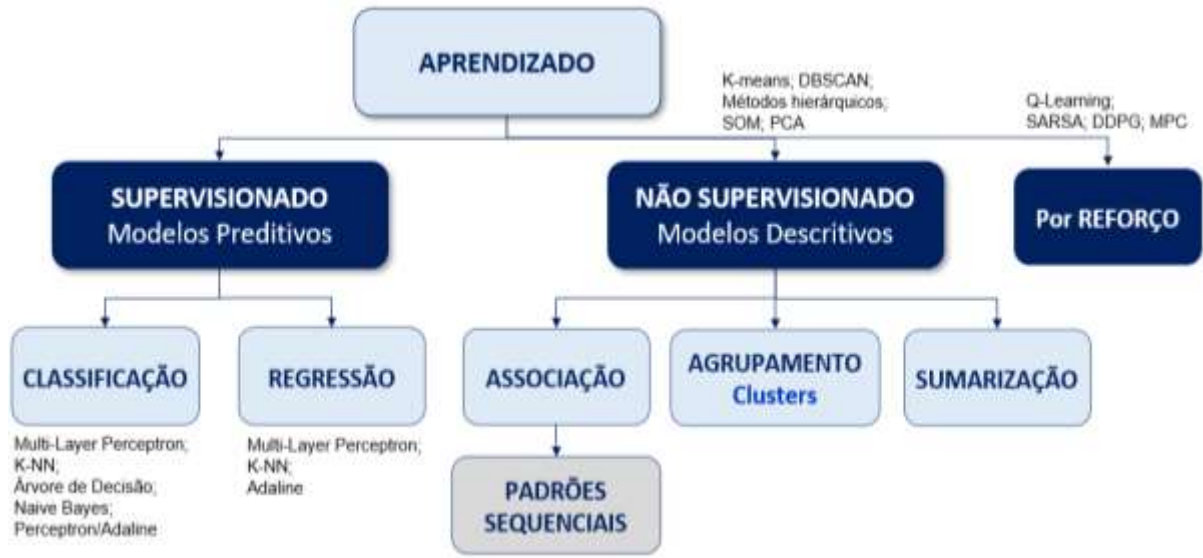 APRENDIZADO
K-means; DBSCAN;
Métodos hierárquicos;
SOM; PCA
Q-Learning;
SARSA; DDPG; MPC
SUPERVISIONADO
Modelos Preditivos
NÃO SUPERVISIONADO
Modelos Descritivos
Por REFORÇO
CLASSIFICAÇÃO
REGRESSÃO
ASSOCIAÇÃO
AGRUPAMENTO
Clusters
SUMARIZAÇÃO
Multi-Layer Perceptron;
K-NN;
Árvore de Decisão;
Naive Bayes;
Perceptron/Adaline
Multi-Layer Perceptron;
K-NN;
Adaline
PADRÕES
SEQUENCIAIS